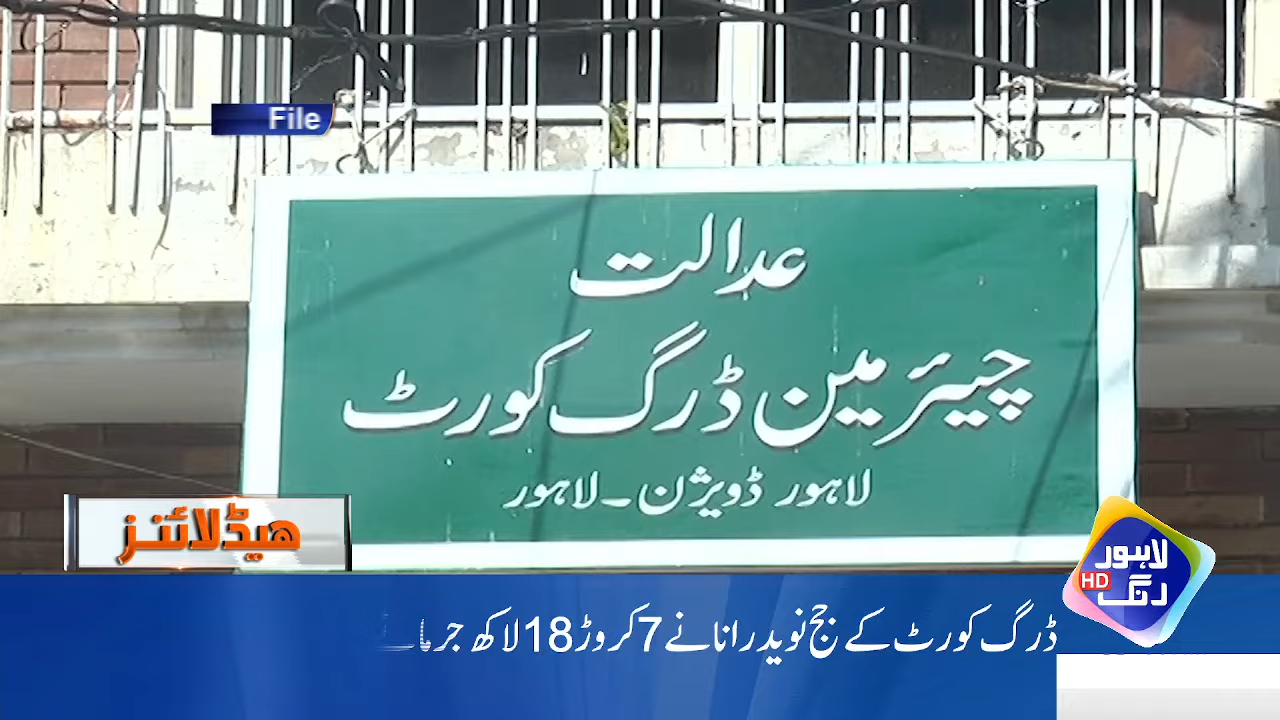 File
عدالت
چیئرمین ڈرگ کورٹ
لاہور ڈویژن - لاہور
ہیڈلائنز
لاہور
رنگ
HD
ڈرگ کورٹ کے جج نوید رانا نے 7 کروڑ 18 لاکھ